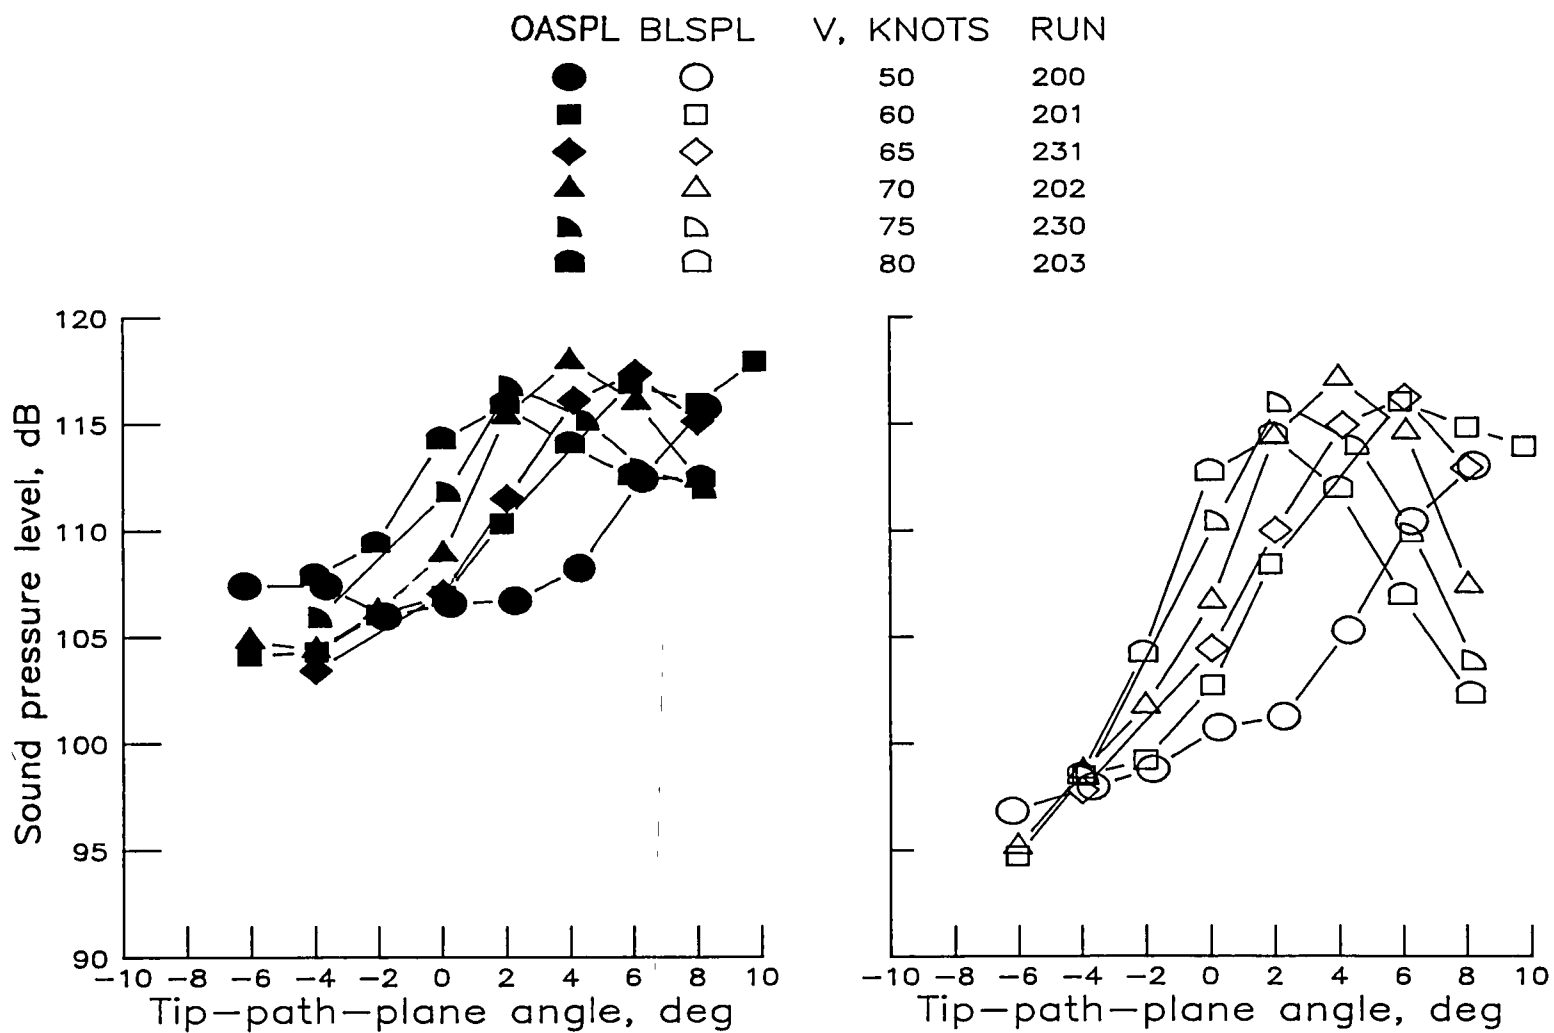 OASPL BLSPL V, KNOTS RUN
50 200
60 201
65 231
70 202
75 230
80 203
120
115
110
105
100
95
90
Sound pressure level, dB
-10 -8 -6 -4 -2 0 2 4 6 8 10
Tip-path-plane angle, deg
-10 -8 -6 -4 -2 0 2 4 6 8 10
Tip-path-plane angle, deg